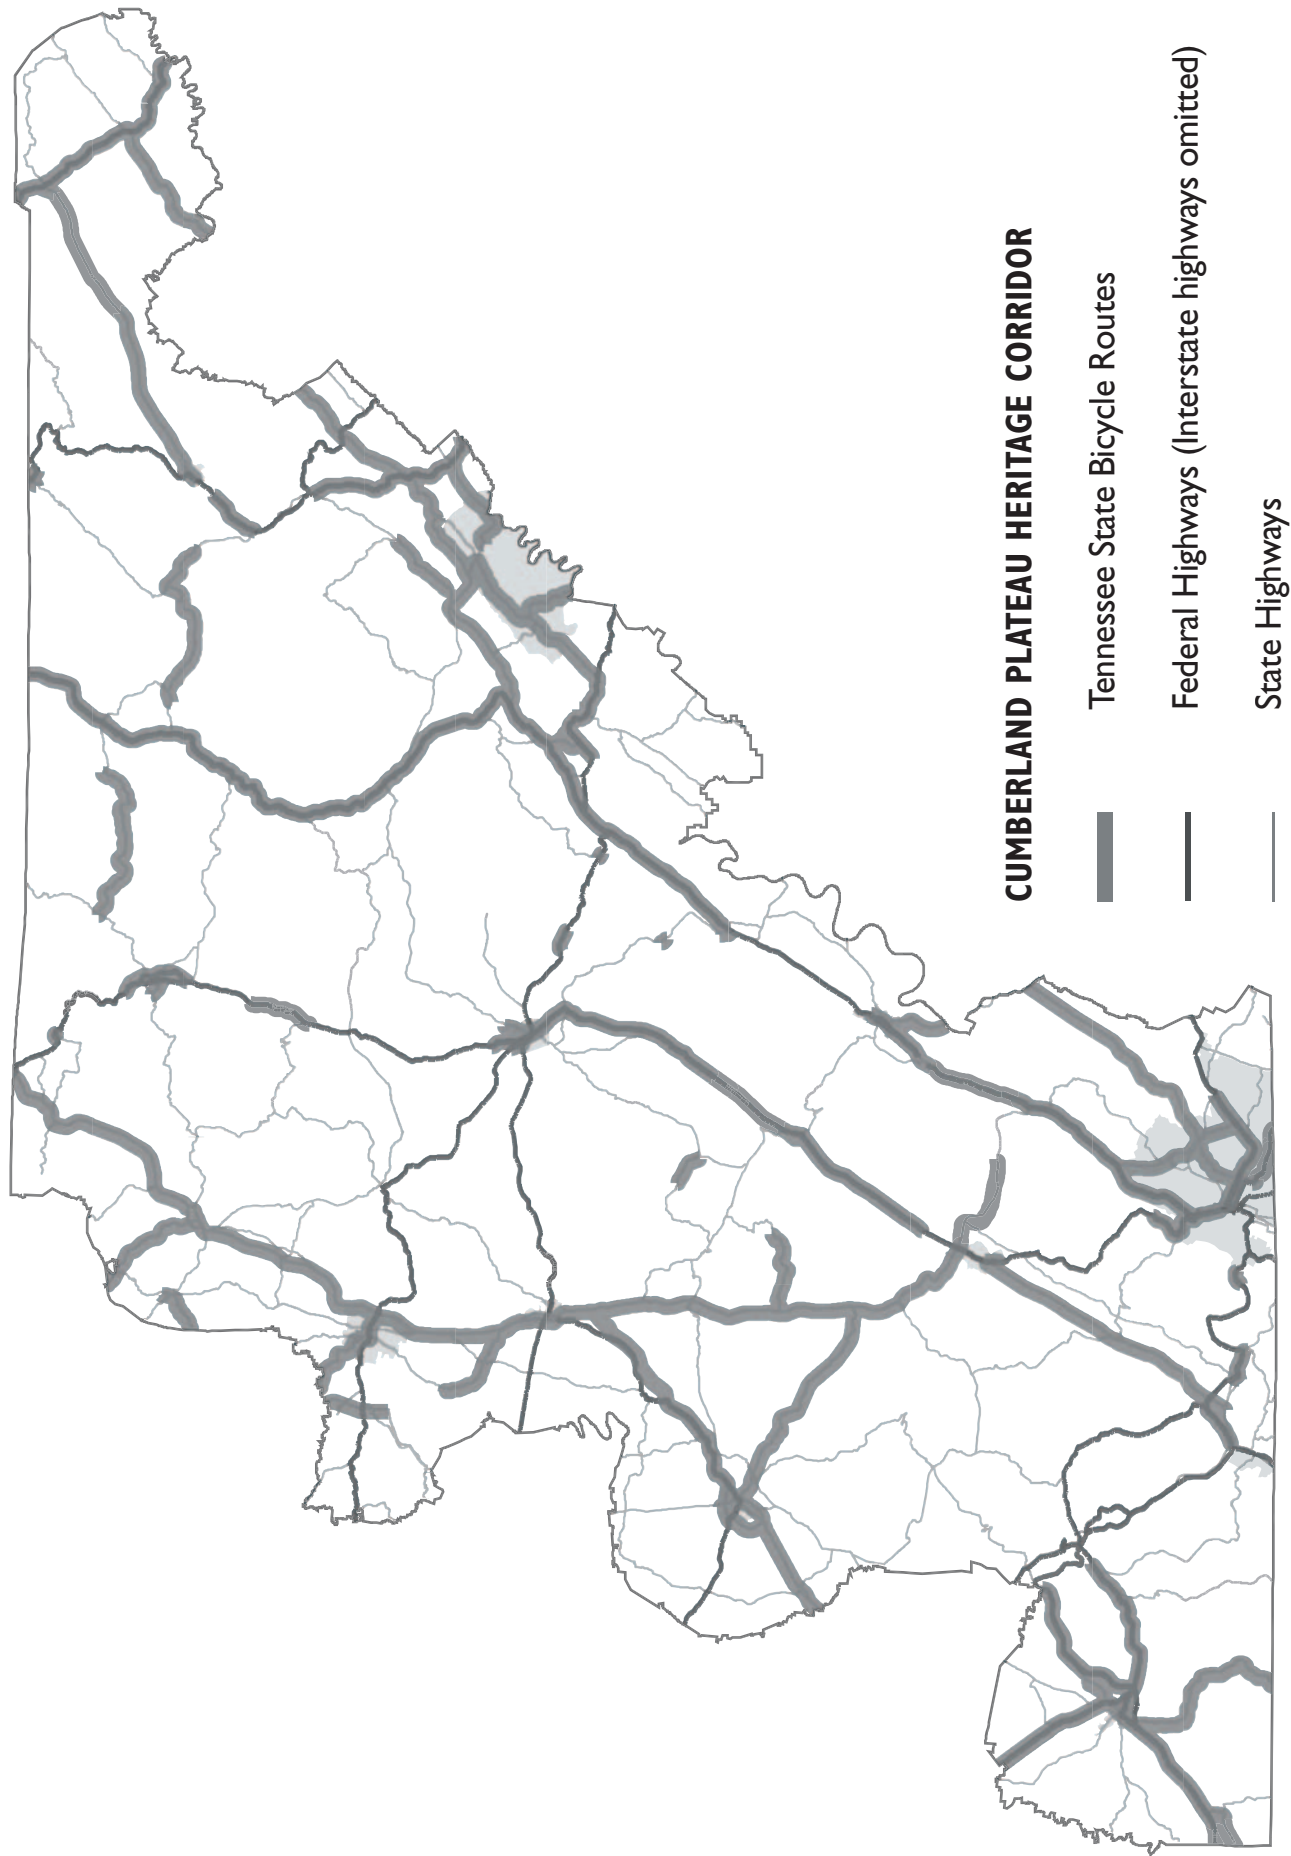 CUMBERLAND PLATEAU HERITAGE CORRIDOR
Tennessee State Bicycle Routes
Federal Highways (Interstate highways omitted)
State Highways